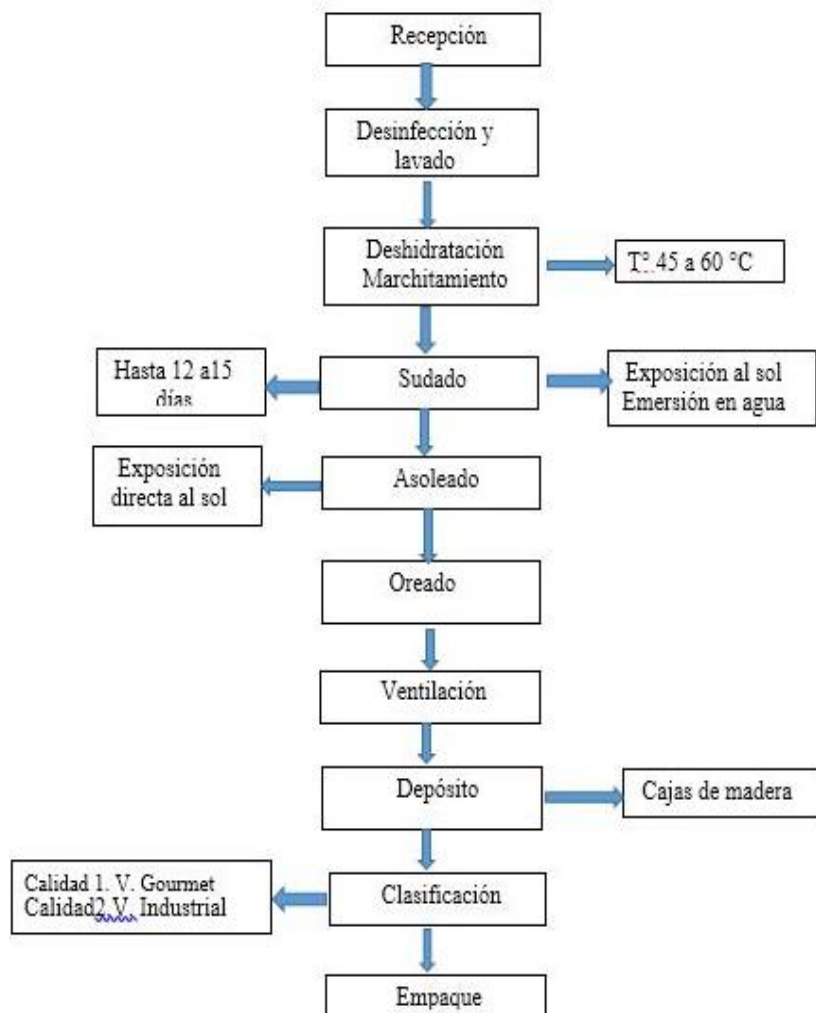 Recepción
Desinfección y
lavado
Deshidratación
Marchitamiento
T°. 45 a 60 °C
Hasta 12 a15
días
Sudado
Exposición al sol
Emersión en agua
Exposición
directa al sol
Asoleado
Oreado
Ventilación
Depósito
Cajas de madera
Calidad 1. V. Gourmet
Calidad2 V. Industrial
Clasificación
Empaque